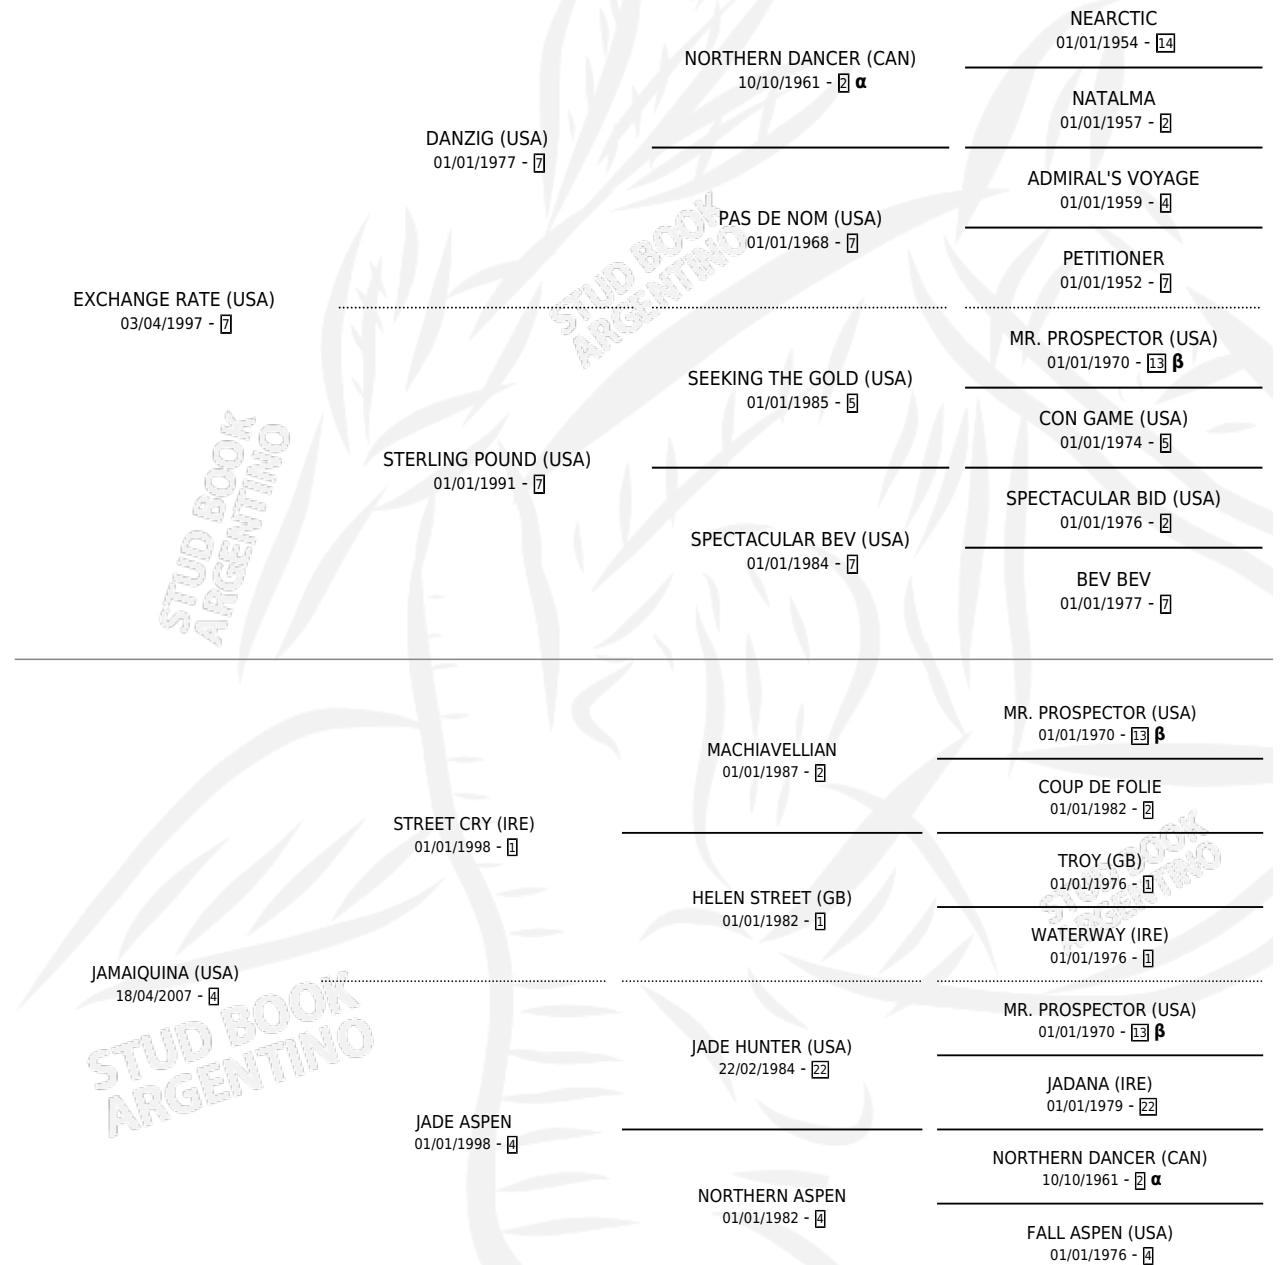 NEARCTIC
01/01/1954 - 14
NORTHERN DANCER (CAN)
10/10/1961 - 2 α
NATALMA
01/01/1957 - 2
DANZIG (USA)
01/01/1977 - 7
ADMIRAL'S VOYAGE
01/01/1959 - 4
PAS DE NOM (USA)
01/01/1968 - 7
PETITIONER
01/01/1952 - 7
EXCHANGE RATE (USA)
03/04/1997 - 7
MR. PROSPECTOR (USA)
01/01/1970 - 13 β
SEEKING THE GOLD (USA)
01/01/1985 - 5
CON GAME (USA)
01/01/1974 - 5
STERLING POUND (USA)
01/01/1991 - 7
SPECTACULAR BID (USA)
01/01/1976 - 2
SPECTACULAR BEV (USA)
01/01/1984 - 7
BEV BEV
01/01/1977 - 7
STUD BOOK
ARGENTINO
STUD BOOK
ARGENTINO
MR. PROSPECTOR (USA)
01/01/1970 - 13 β
MACHIAVELLIAN
01/01/1987 - 2
COUP DE FOLIE
01/01/1982 - 2
STREET CRY (IRE)
01/01/1998 - 1
TROY (GB)
01/01/1976 - 1
HELEN STREET (GB)
01/01/1982 - 1
WATERWAY (IRE)
01/01/1976 - 1
JAMAIQUINA (USA)
18/04/2007 - 4
MR. PROSPECTOR (USA)
01/01/1970 - 13 β
JADE HUNTER (USA)
22/02/1984 - 22
JADANA (IRE)
01/01/1979 - 22
JADE ASPEN
01/01/1998 - 4
NORTHERN DANCER (CAN)
10/10/1961 - 2 α
NORTHERN ASPEN
01/01/1982 - 4
FALL ASPEN (USA)
01/01/1976 - 4
STUD BOOK
ARGENTINO
STUD BOOK
ARGENTINO